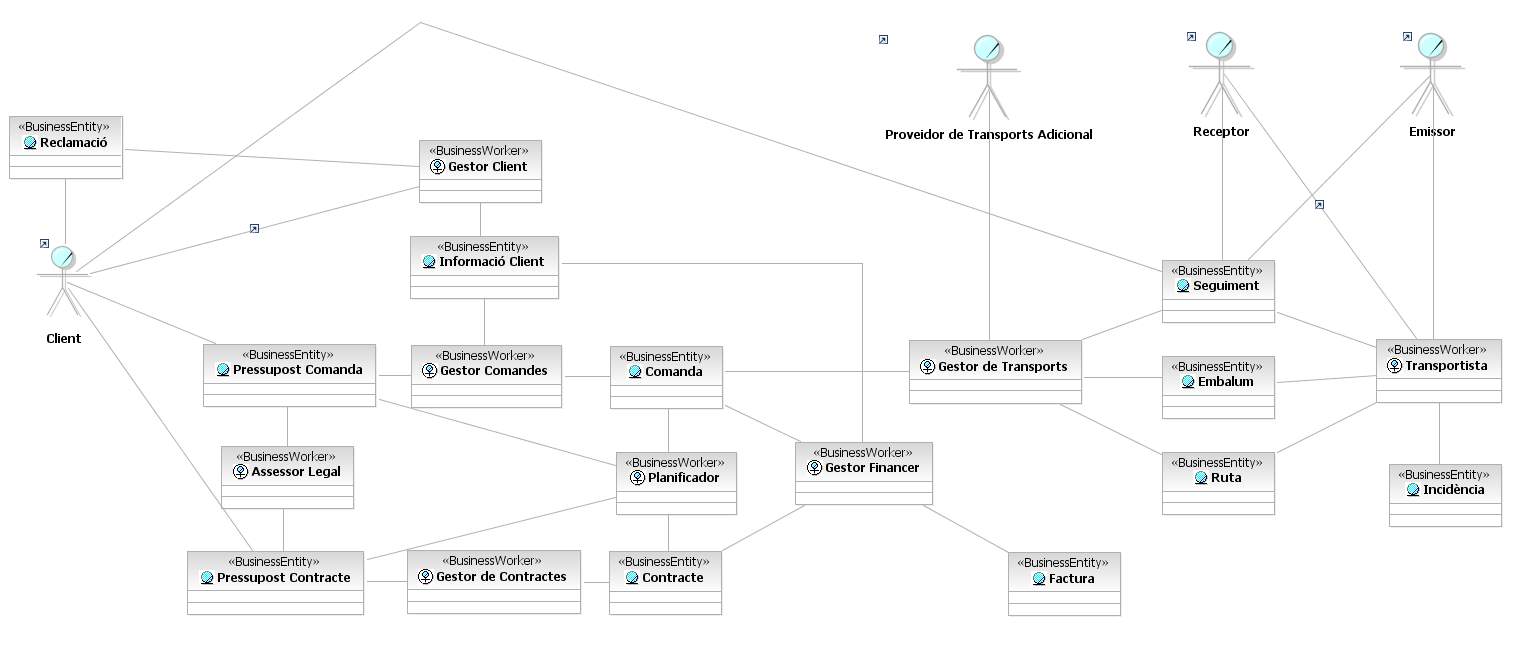 Proveidor de Transports Adicional
Receptor
Emissor
«BusinessEntity»
Reclamació
«BusinessWorker»
Gestor Client
«BusinessEntity»
Informació Client
Client
«BusinessEntity»
Seguiment
«BusinessEntity»
Pressupost Comanda
«BusinessWorker»
Gestor Comandes
«BusinessEntity»
Comanda
«BusinessWorker»
Gestor de Transports
«BusinessEntity»
Embalum
«BusinessWorker»
Transportista
«BusinessWorker»
Assessor Legal
«BusinessWorker»
Planificador
«BusinessWorker»
Gestor Financer
«BusinessEntity»
Ruta
«BusinessEntity»
Incidència
«BusinessEntity»
Pressupost Contracte
«BusinessWorker»
Gestor de Contractes
«BusinessEntity»
Contracte
«BusinessEntity»
Factura